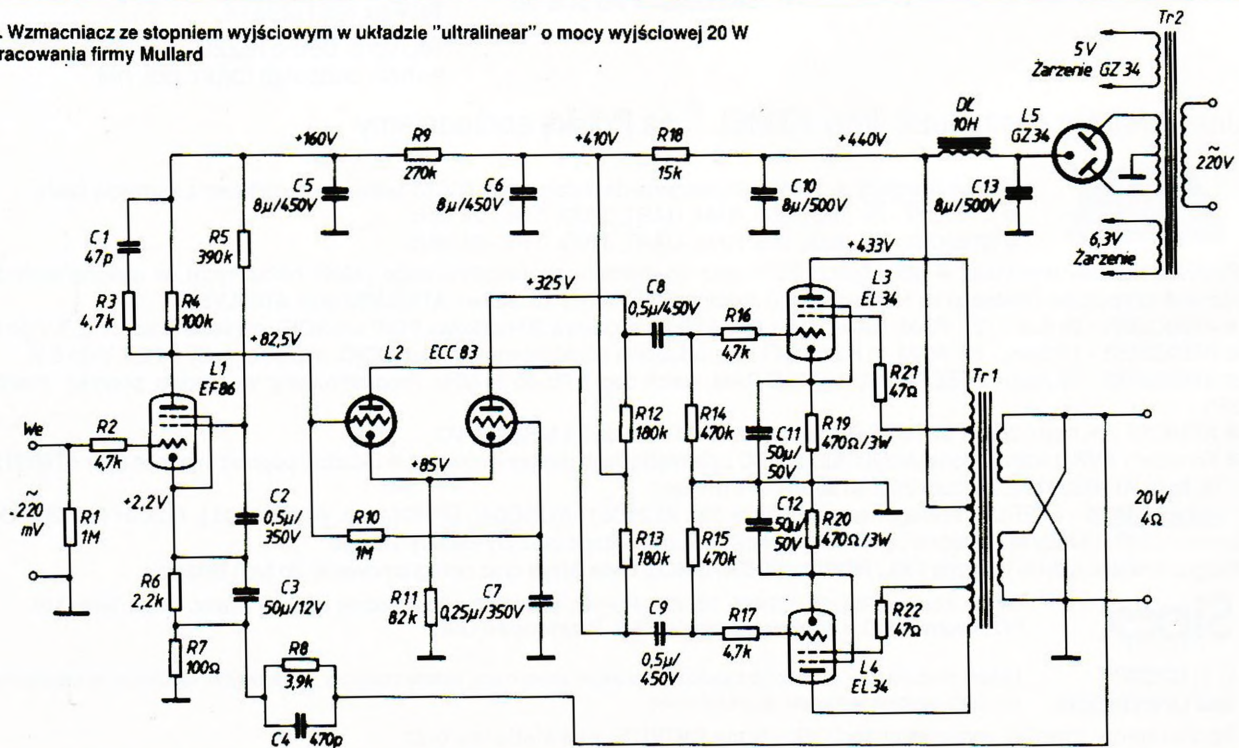 . Wzmacniacz ze stopniem wyjściowym w układzie "ultralinear" o mocy wyjściowej 20 W
racowania firmy Mullard
Tr2
5V
Żarzenie GZ 34
~
220V
6,3V
Żarzenie
DŁ
10H
L5
GZ34
C13
8µ/500V
+440V
C10
8µ/500V
R18
15k
+410V
C6
8µ/450V
R9
270k
+160V
C5
8µ/450V
C1
47p
R3
4,7k
R4
100k
R5
390k
+82,5V
L1
EF86
We
R2
4,7k
~
220
mV
R1
1M
+2,2V
R6
2,2k
R7
100Ω
C2
0,5µ/
350V
C3
50µ/12V
R8
3,9k
C4
470p
L2
ECC 83
+85V
R10
1M
R11
82k
C7
0,25µ/350V
+325V
C8
0,5µ/450V
R12
180k
R13
180k
R14
470k
R15
470k
C9
0,5µ/
450V
R16
4,7k
R17
4,7k
+433V
L3
EL34
R21
47Ω
C11
50µ/
50V
R19
470Ω/3W
C12
50µ/
50V
R20
470Ω/3W
R22
47Ω
L4
EL34
Tr1
20W
4Ω